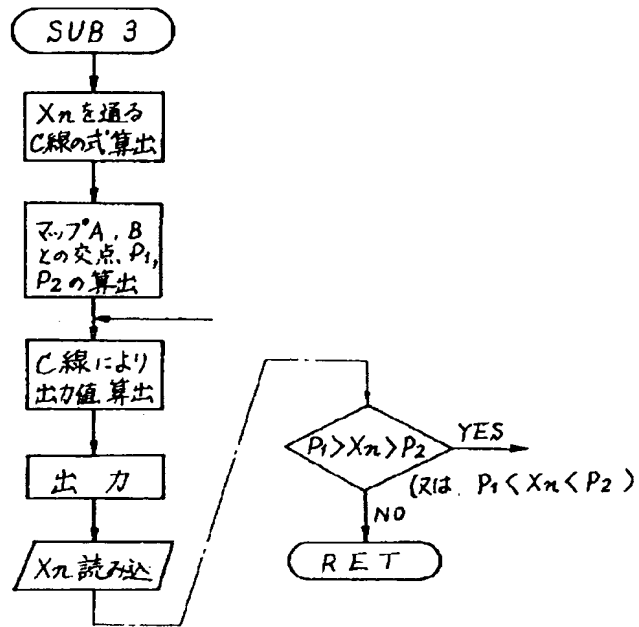 SUB 3
Xnを通る
C線の式算出
マップA,B
との交点、P1,
P2の算出
C線により
出力値算出
出力
Xn読み込
P1>Xn>P2
YES
(又は、P1<Xn<P2)
NO
RET